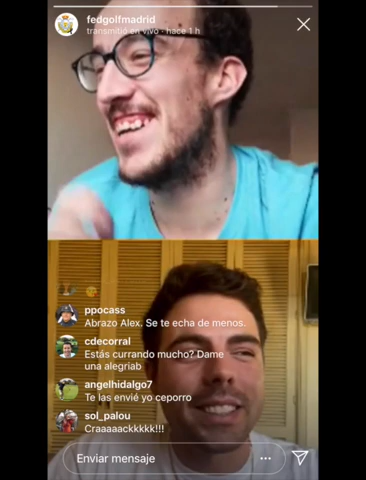 fedgolfmadrid
transmitió en vivo · hace 1 h
ppocass
Abrazo Alex. Se te echa de menos.
cdecorral
Estás currando mucho? Dame
una alegriab
angelhidalgo7
Te las envié yo ceporro
sol_palou
Craaaaackkkkk!!!
Enviar mensaje